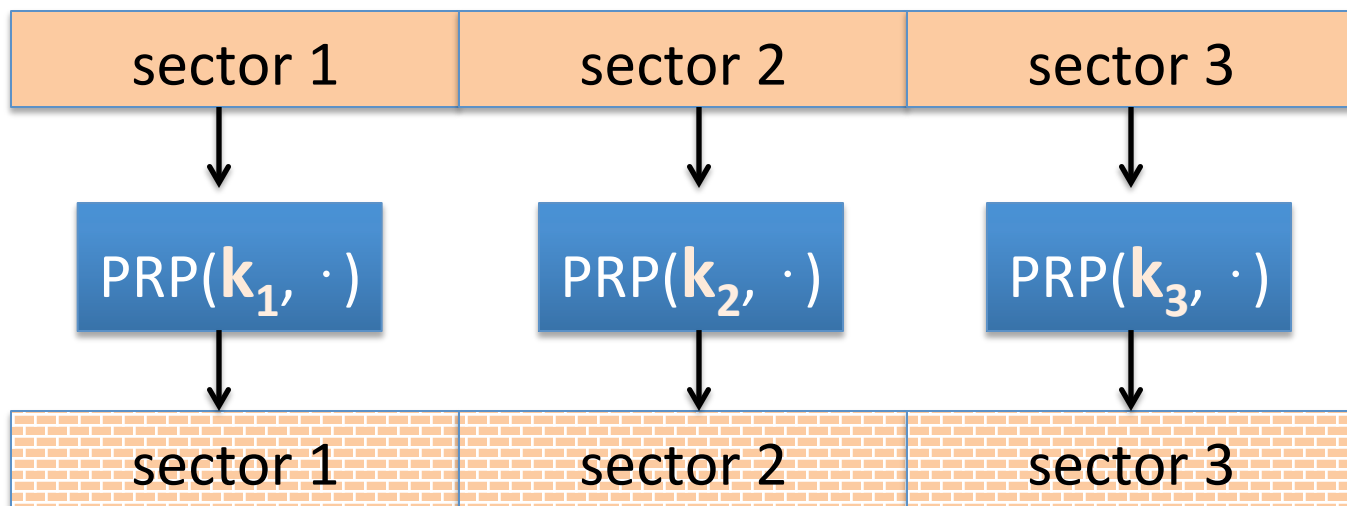 sector 1 sector 2 sector 3
PRP(k₁, ·) PRP(k₂, ·) PRP(k₃, ·)
sector 1 sector 2 sector 3